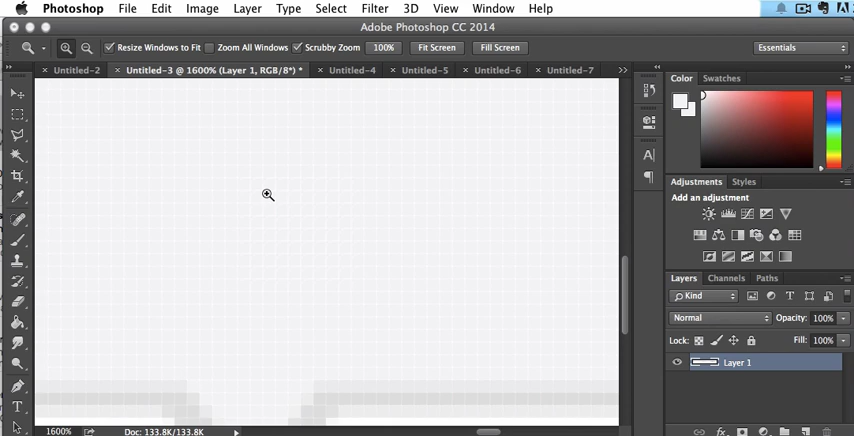 Photoshop File Edit Image Layer Type Select Filter 3D View Window Help
Adobe Photoshop CC 2014
Resize Windows to Fit Zoom All Windows Scrubby Zoom 100% Fit Screen Fill Screen Essentials
Untitled-2 Untitled-3 @ 1600% (Layer 1, RGB/8*) * Untitled-4 Untitled-5 Untitled-6 Untitled-7
Color Swatches
Adjustments Styles
Add an adjustment
Layers Channels Paths
Kind
Normal Opacity: 100%
Lock: Fill: 100%
Layer 1
1600% Doc: 133.8K/133.8K